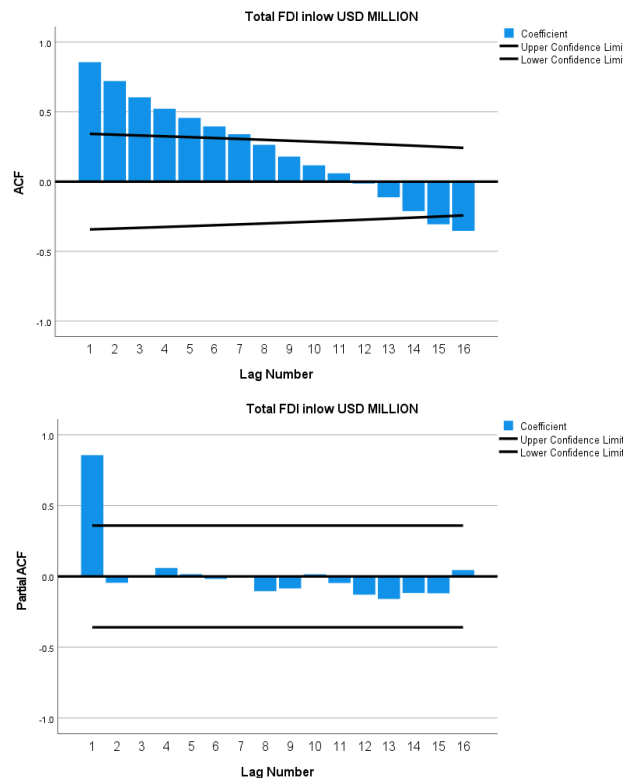 Total FDI inlow USD MILLION
Coefficient
Upper Confidence Limi
Lower Confidence Limi
1.0
0.5
0.0
-0.5
-1.0
ACF
1 2 3 4 5 6 7 8 9 10 11 12 13 14 15 16
Lag Number
Total FDI inlow USD MILLION
Coefficient
Upper Confidence Limit
Lower Confidence Limit
1.0
0.5
0.0
-0.5
-1.0
Partial ACF
1 2 3 4 5 6 7 8 9 10 11 12 13 14 15 16
Lag Number